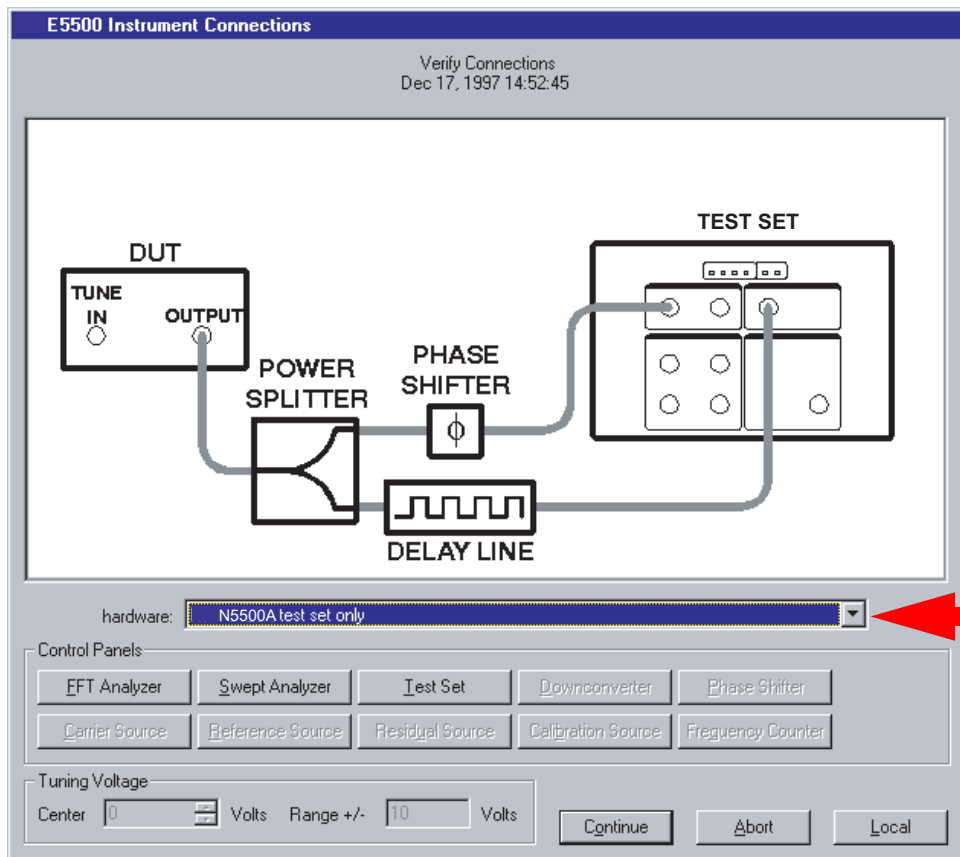 E5500 Instrument Connections
Verify Connections
Dec 17, 1997 14:52:45
TEST SET
DUT
TUNE
IN
OUTPUT
POWER
SPLITTER
PHASE
SHIFTER
ϕ
DELAY LINE
hardware: N5500A test set only
Control Panels
FFT Analyzer Swept Analyzer Test Set Downconverter Phase Shifter
Carrier Source Reference Source Residual Source Calibration Source Frequency Counter
Tuning Voltage
Center 0 Volts Range +/- 10 Volts
Continue Abort Local